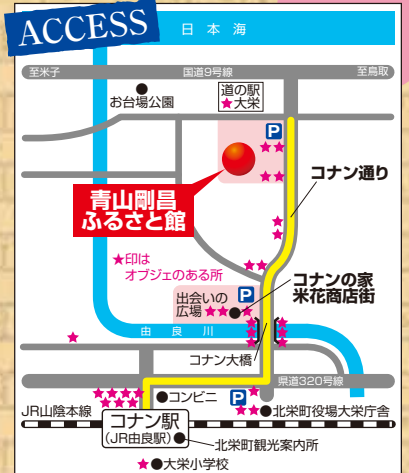 ACCESS
日本海
至米子
国道9号線
至鳥取
お台場公園
道の駅
★大栄
P
★★
★★
コナン通り
青山剛昌
ふるさと館
★
★
★印は
オブジェのある所
★★
コナンの家
米花商店街
出会いの
広場★★
P
由良川
★
コナン大橋
県道320号線
コンビニ
P
JR山陰本線
コナン駅
(JR由良駅)
★★
北栄町役場大栄庁舎
北栄町観光案内所
★大栄小学校